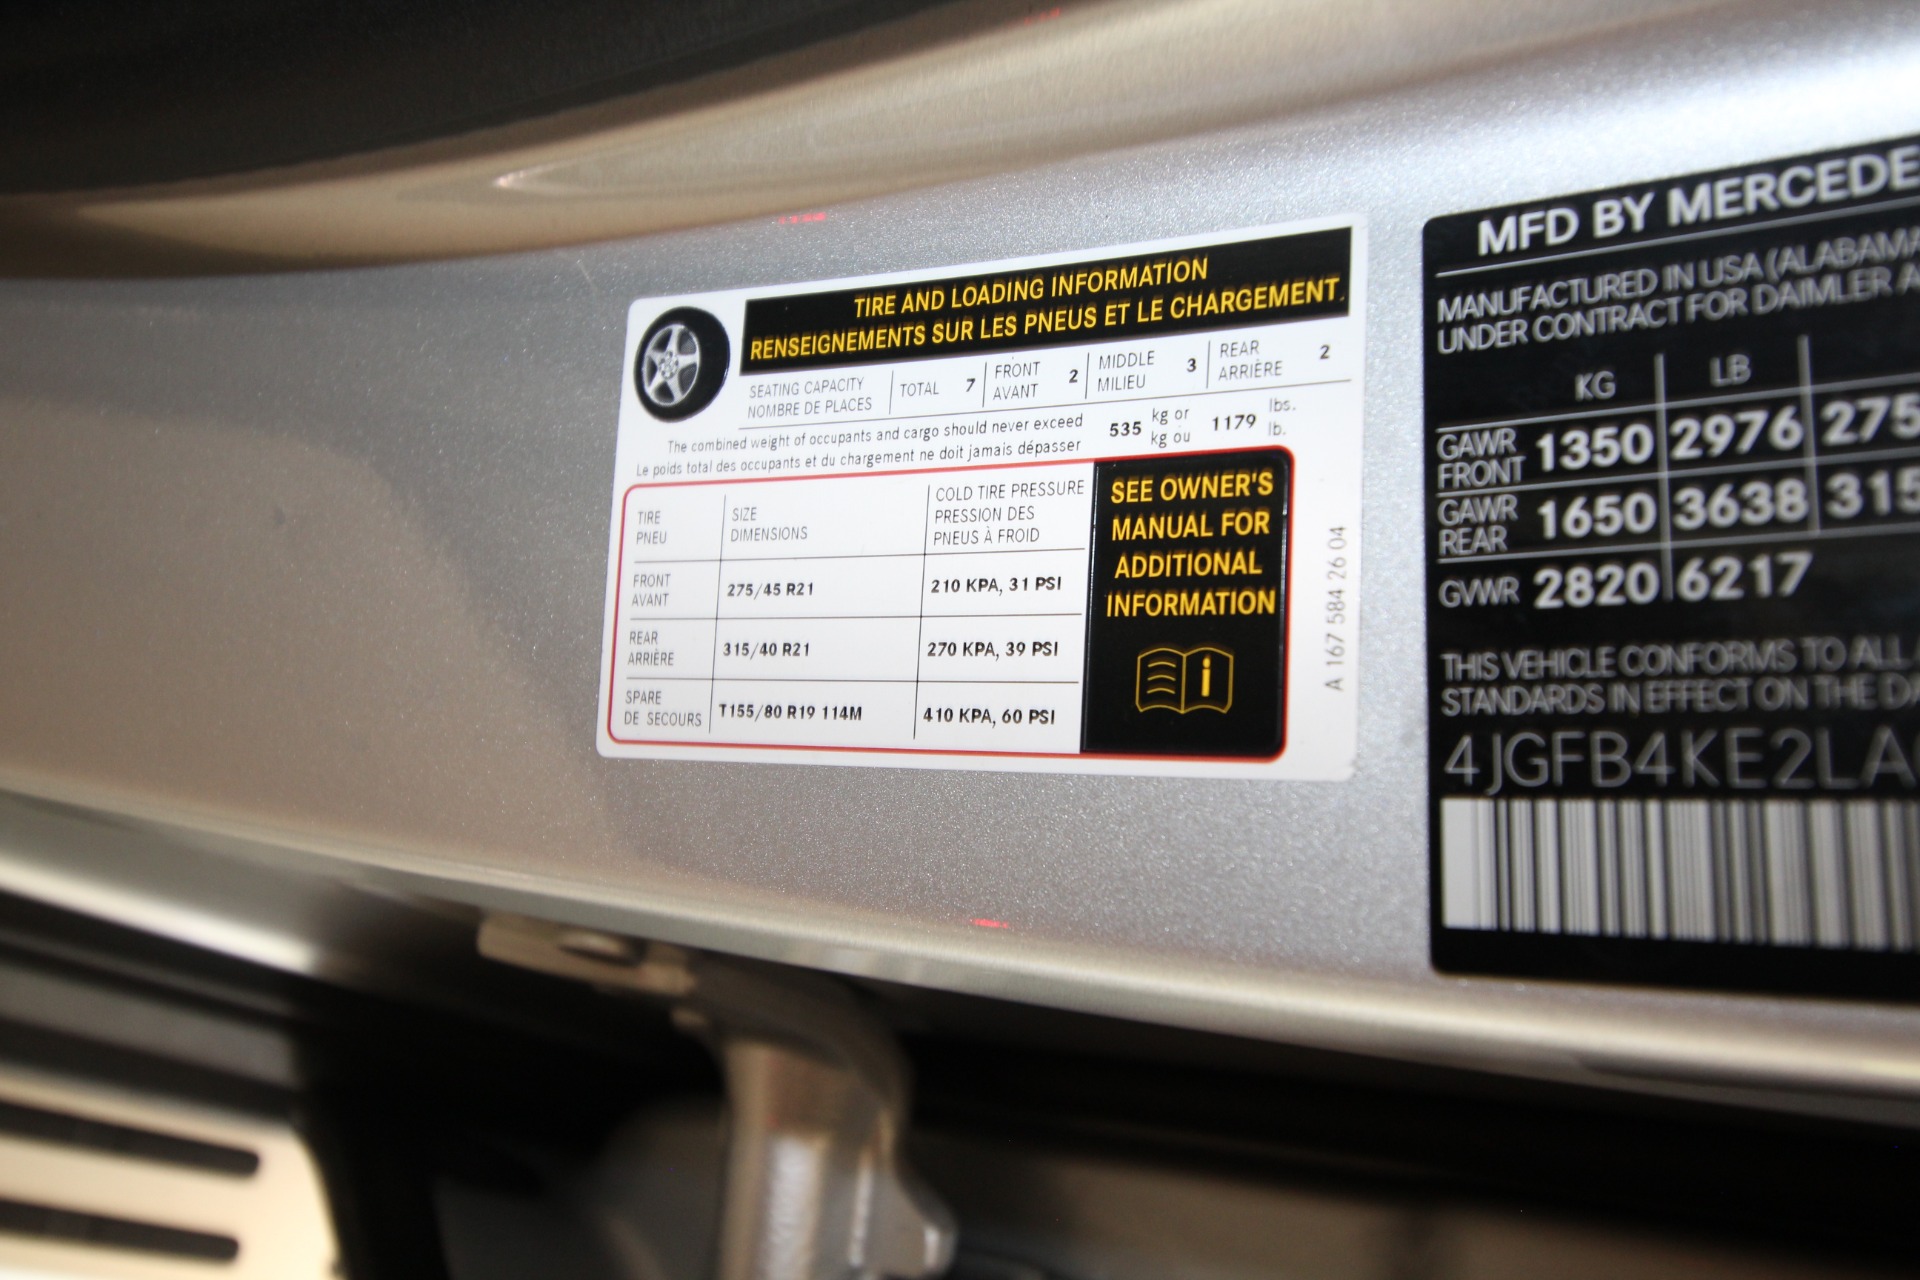 TIRE AND LOADING INFORMATION
RENSEIGNEMENTS SUR LES PNEUS ET LE CHARGEMENT
SEATING CAPACITY
NOMBRE DE PLACES
TOTAL 7
FRONT
AVANT
2
MIDDLE
MILIEU
3
REAR
ARRIÈRE
2
The combined weight of occupants and cargo should never exceed
Le poids total des occupants et du chargement ne doit jamais dépasser
535
kg or
kg ou
1179
lbs.
lb.
TIRE
PNEU
SIZE
DIMENSIONS
COLD TIRE PRESSURE
PRESSION DES
PNEUS À FROID
FRONT
AVANT
275/45 R21
210 KPA, 31 PSI
REAR
ARRIÈRE
315/40 R21
270 KPA, 39 PSI
SPARE
DE SECOURS
T155/80 R19 114M
410 KPA, 60 PSI
SEE OWNER'S
MANUAL FOR
ADDITIONAL
INFORMATION
i
A 167 584 26 04
MFD BY MERCEDE
MANUFACTURED IN USA (ALABAMA
UNDER CONTRACT FOR DAIMLER A
KG LB
GAWR
FRONT
1350 2976 275
GAWR
REAR
1650 3638 315
GVWR 2820 6217
THIS VEHICLE CONFORMS TO ALL
STANDARDS IN EFFECT ON THE DA
4JGFB4KE2LA